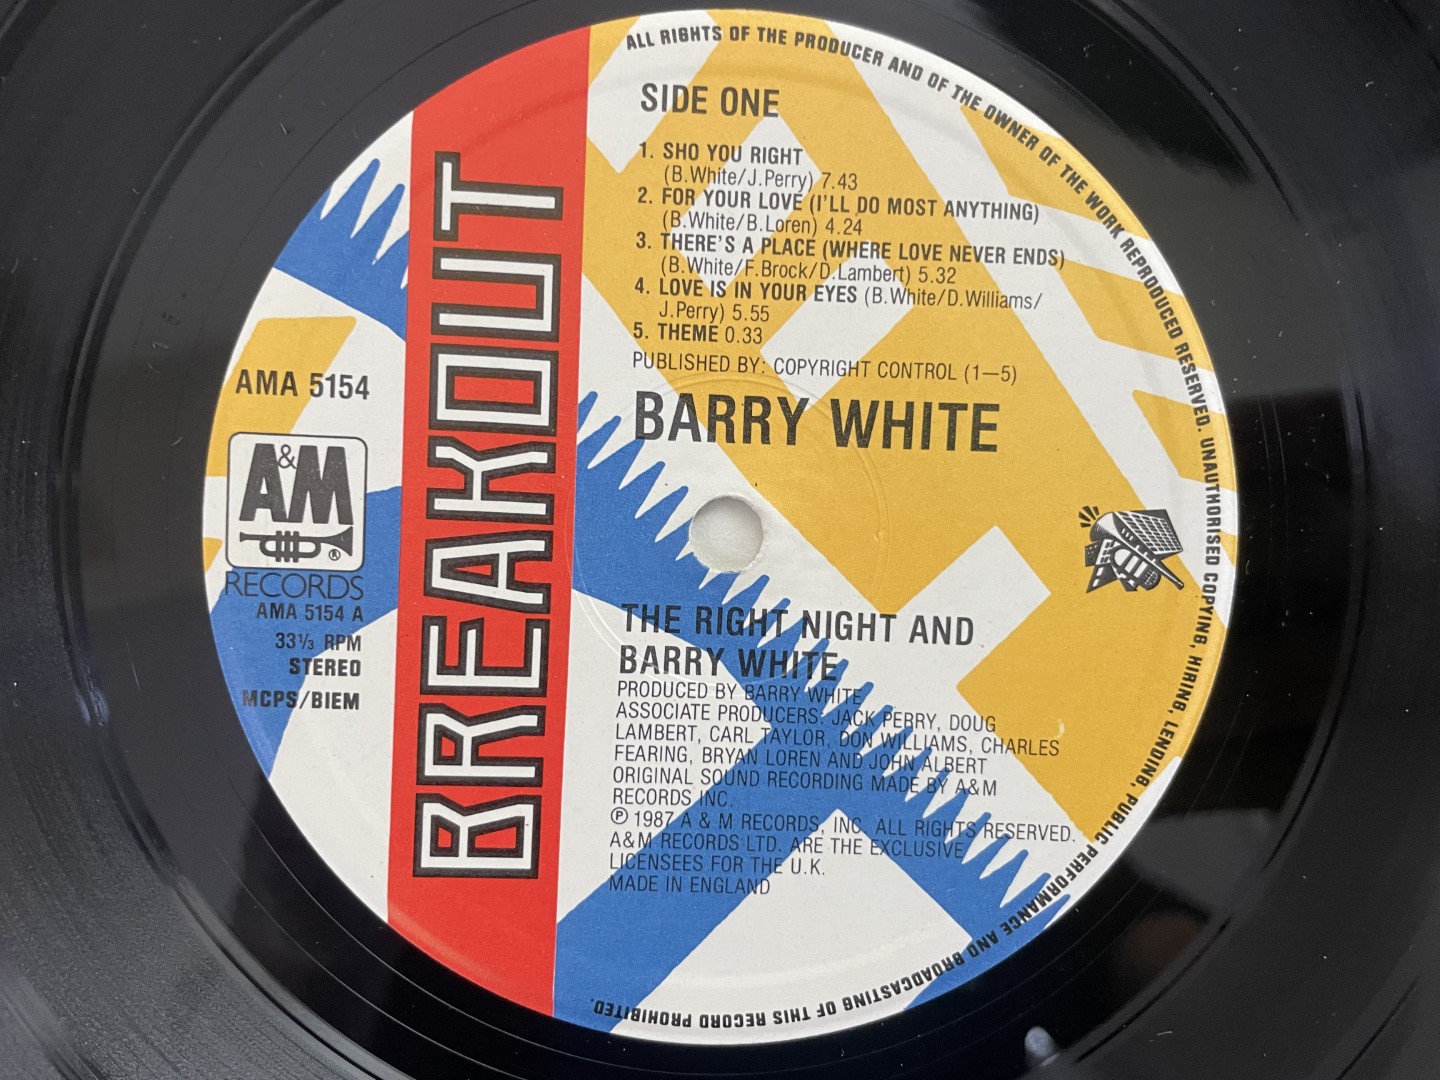 ALL RIGHTS OF THE PRODUCER AND OF THE OWNER OF THE WORK REPRODUCED RESERVED. UNAUTHORISED COPYING, HIRING, LENDING, PUBLIC PERFORMANCE AND BROADCASTING OF THIS RECORD PROHIBITED.
SIDE ONE
1. SHO YOU RIGHT
(B.White/J.Perry) 7.43
2. FOR YOUR LOVE (I'LL DO MOST ANYTHING)
(B.White/B.Loren) 4.24
3. THERE'S A PLACE (WHERE LOVE NEVER ENDS)
(B.White/F.Brock/D.Lambert) 5.32
4. LOVE IS IN YOUR EYES (B.White/D.Williams/
J.Perry) 5.55
5. THEME 0.33
PUBLISHED BY: COPYRIGHT CONTROL (1—5)
BARRY WHITE
BREAKOUT
AMA 5154
A&M
®
RECORDS
AMA 5154 A
33⅓ RPM
STEREO
MCPS/BIEM
THE RIGHT NIGHT AND
BARRY WHITE
PRODUCED BY BARRY WHITE
ASSOCIATE PRODUCERS: JACK PERRY, DOUG
LAMBERT, CARL TAYLOR, DON WILLIAMS, CHARLES
FEARING, BRYAN LOREN AND JOHN ALBERT
ORIGINAL SOUND RECORDING MADE BY A&M
RECORDS INC.
℗ 1987 A & M RECORDS, INC. ALL RIGHTS RESERVED.
A&M RECORDS LTD. ARE THE EXCLUSIVE
LICENSEES FOR THE U.K.
MADE IN ENGLAND